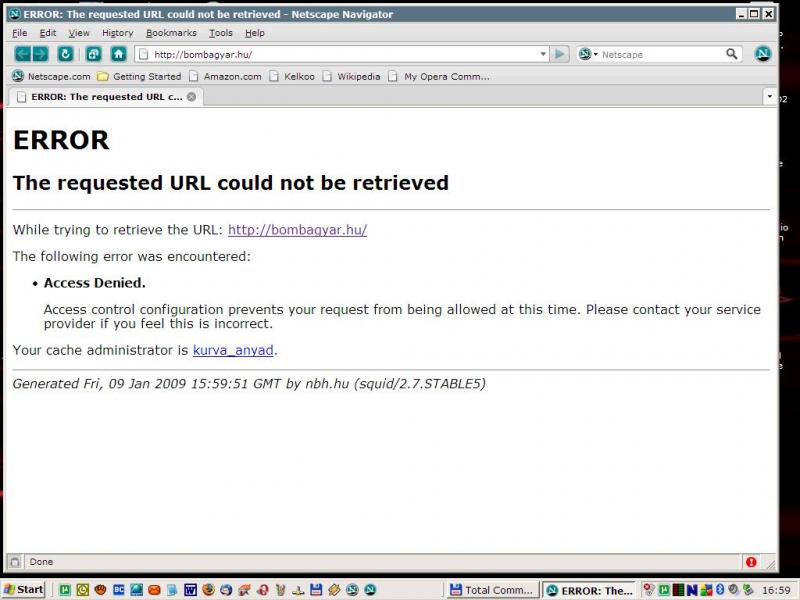 ERROR: The requested URL could not be retrieved - Netscape Navigator
File Edit View History Bookmarks Tools Help
http://bombagyar.hu/
Netscape
Netscape.com Getting Started Amazon.com Kelkoo Wikipedia My Opera Comm...
ERROR: The requested URL c...
ERROR
The requested URL could not be retrieved
While trying to retrieve the URL: http://bombagyar.hu/
The following error was encountered:
• Access Denied.
Access control configuration prevents your request from being allowed at this time. Please contact your service
provider if you feel this is incorrect.
Your cache administrator is kurva_anyad.
Generated Fri, 09 Jan 2009 15:59:51 GMT by nbh.hu (squid/2.7.STABLE5)
Done
Start Total Comm... ERROR: The... 16:59